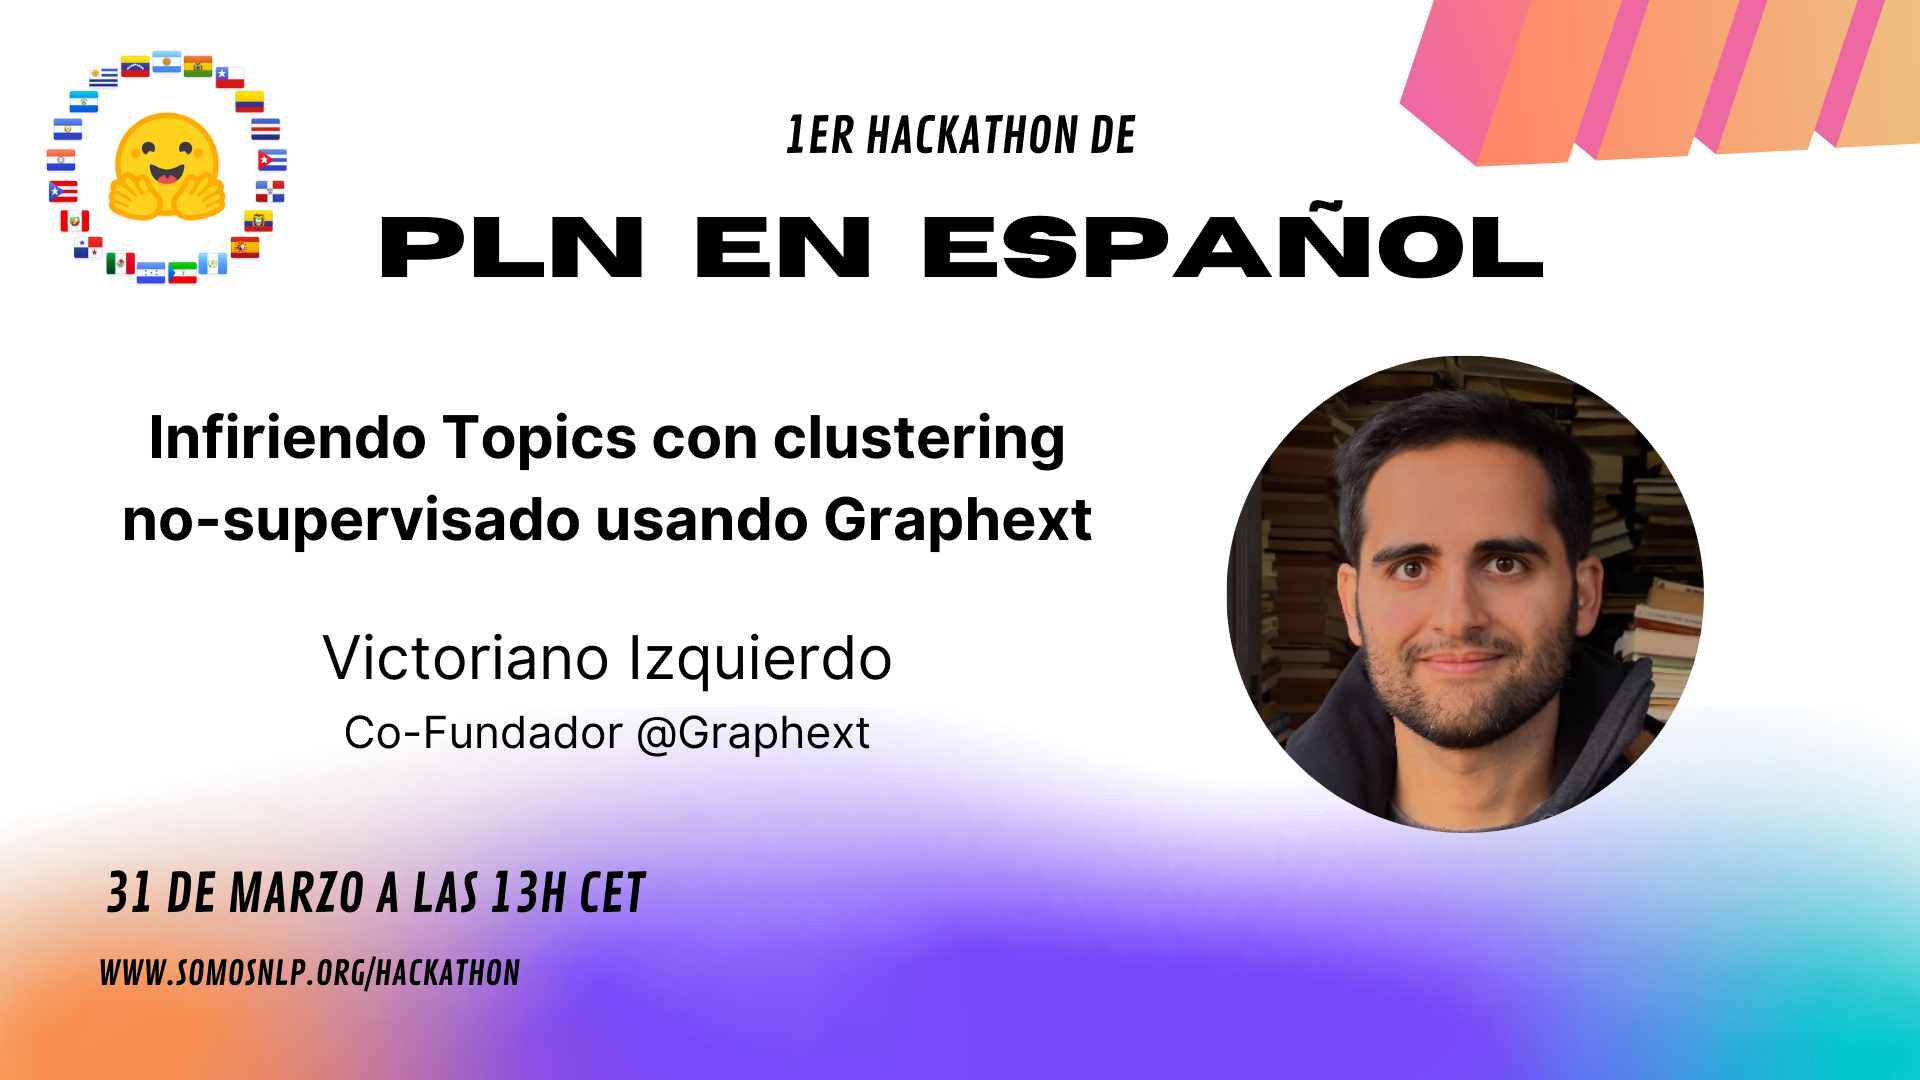 1ER HACKATHON DE
PLN EN ESPAÑOL
Infiriendo Topics con clustering
no-supervisado usando Graphext
Victoriano Izquierdo
Co-Fundador @Graphext
31 DE MARZO A LAS 13H CET
WWW.SOMOSNLP.ORG/HACKATHON